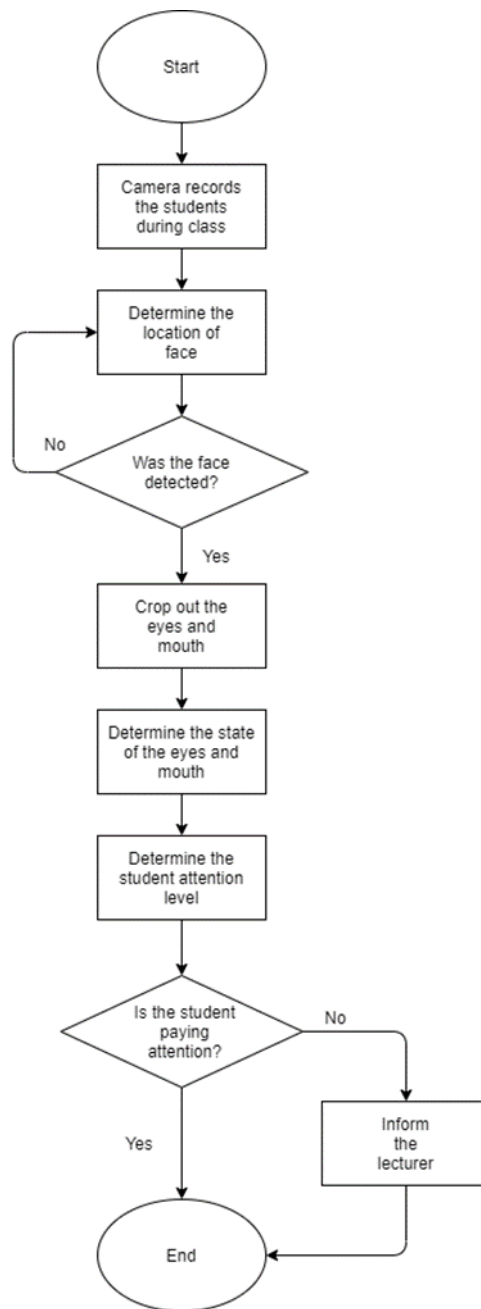 Start
Camera records
the students
during class
Determine the
location of
face
No
Was the face
detected?
Yes
Crop out the
eyes and
mouth
Determine the state
of the eyes and
mouth
Determine the
student attention
level
Is the student
paying
attention?
No
Inform
the
lecturer
Yes
End